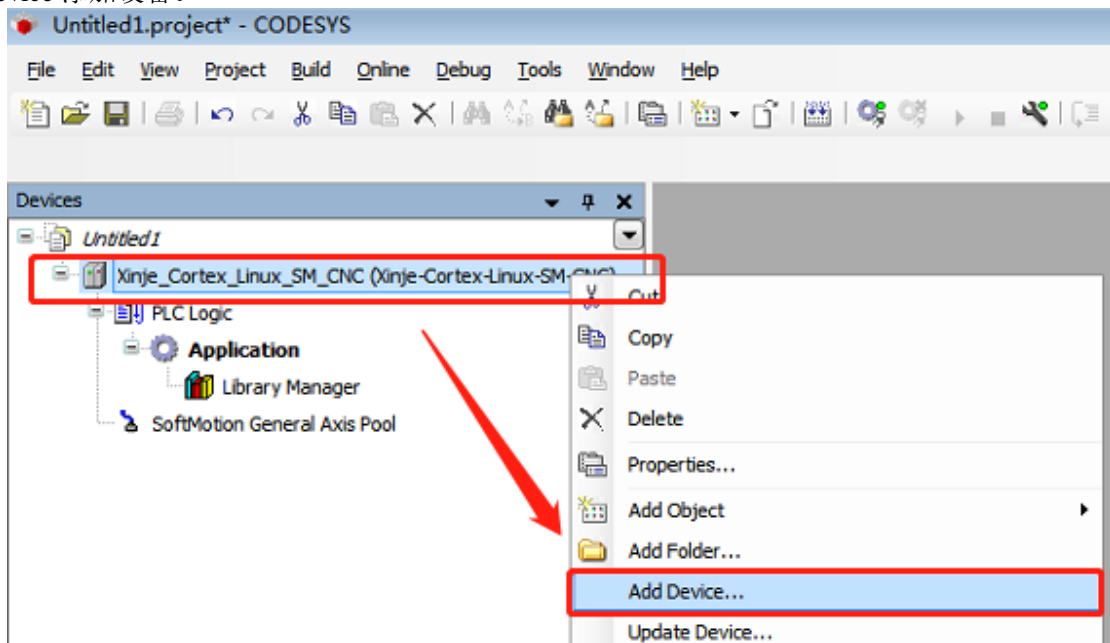 Untitled1.project* - CODESYS
File Edit View Project Build Online Debug Tools Window Help
Devices
Untitled1
Xinje_Cortex_Linux_SM_CNC (Xinje-Cortex-Linux-SM-CNC)
Cut
PLC Logic
Copy
Application
Paste
Library Manager
Delete
SoftMotion General Axis Pool
Properties...
Add Object
Add Folder...
Add Device...
Update Device...